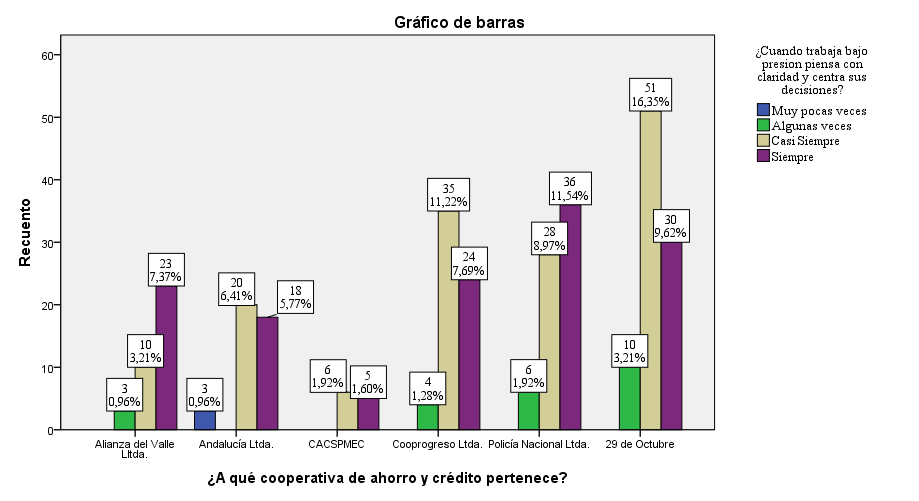 Gráfico de barras
¿Cuando trabaja bajo
presion piensa con
claridad y centra sus
decisiones?
Muy pocas veces
Algunas veces
Casi Siempre
Siempre
Recuento
60
50
40
30
20
10
0
3
0,96%
10
3,21%
23
7,37%
3
0,96%
20
6,41%
18
5,77%
6
1,92%
5
1,60%
4
1,28%
35
11,22%
24
7,69%
6
1,92%
28
8,97%
36
11,54%
10
3,21%
51
16,35%
30
9,62%
Alianza del Valle
Lltda.
Andalucía Ltda.
CACSPMEC
Cooprogreso Ltda.
Policía Nacional Ltda.
29 de Octubre
¿A qué cooperativa de ahorro y crédito pertenece?